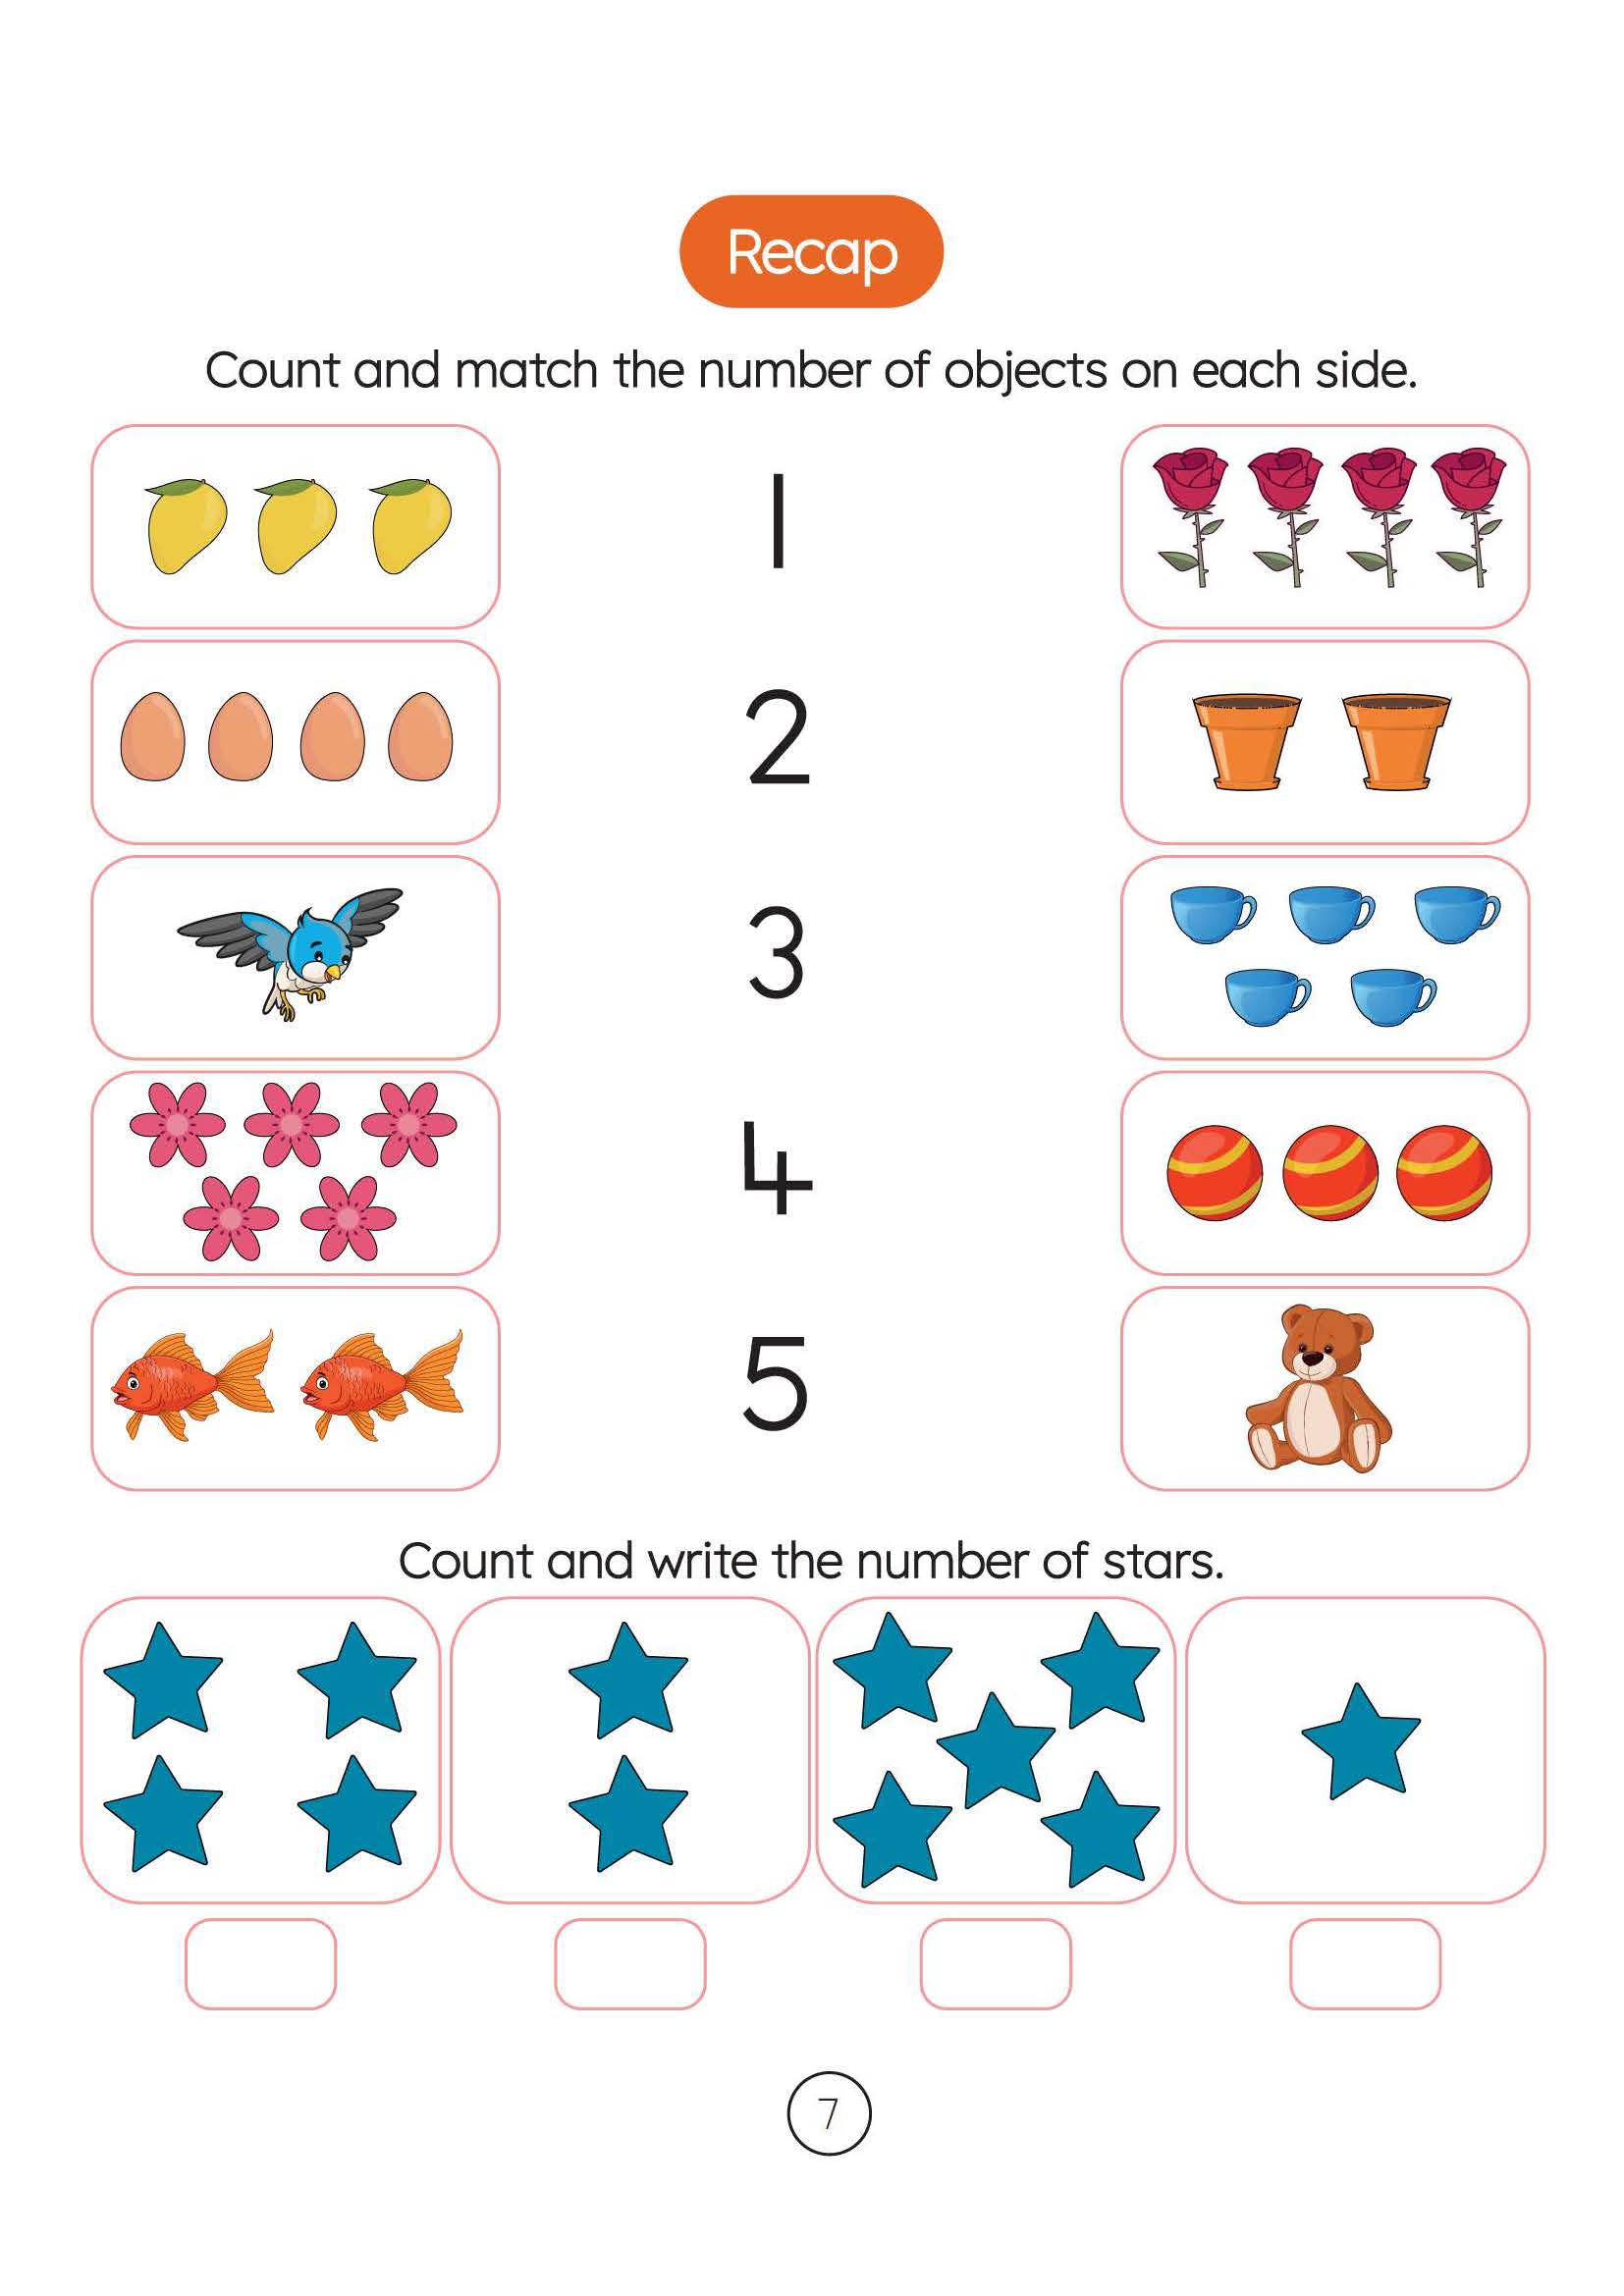 Recap
Count and match the number of objects on each side.
1
2
3
4
5
Count and write the number of stars.
7